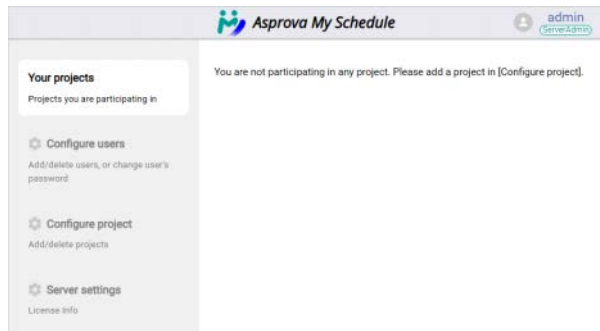 Asprova My Schedule
admin
(ServerAdmin)
Your projects
Projects you are participating in
You are not participating in any project. Please add a project in [Configure project].
Configure users
Add/delete users, or change user's
password
Configure project
Add/delete projects
Server settings
License Info